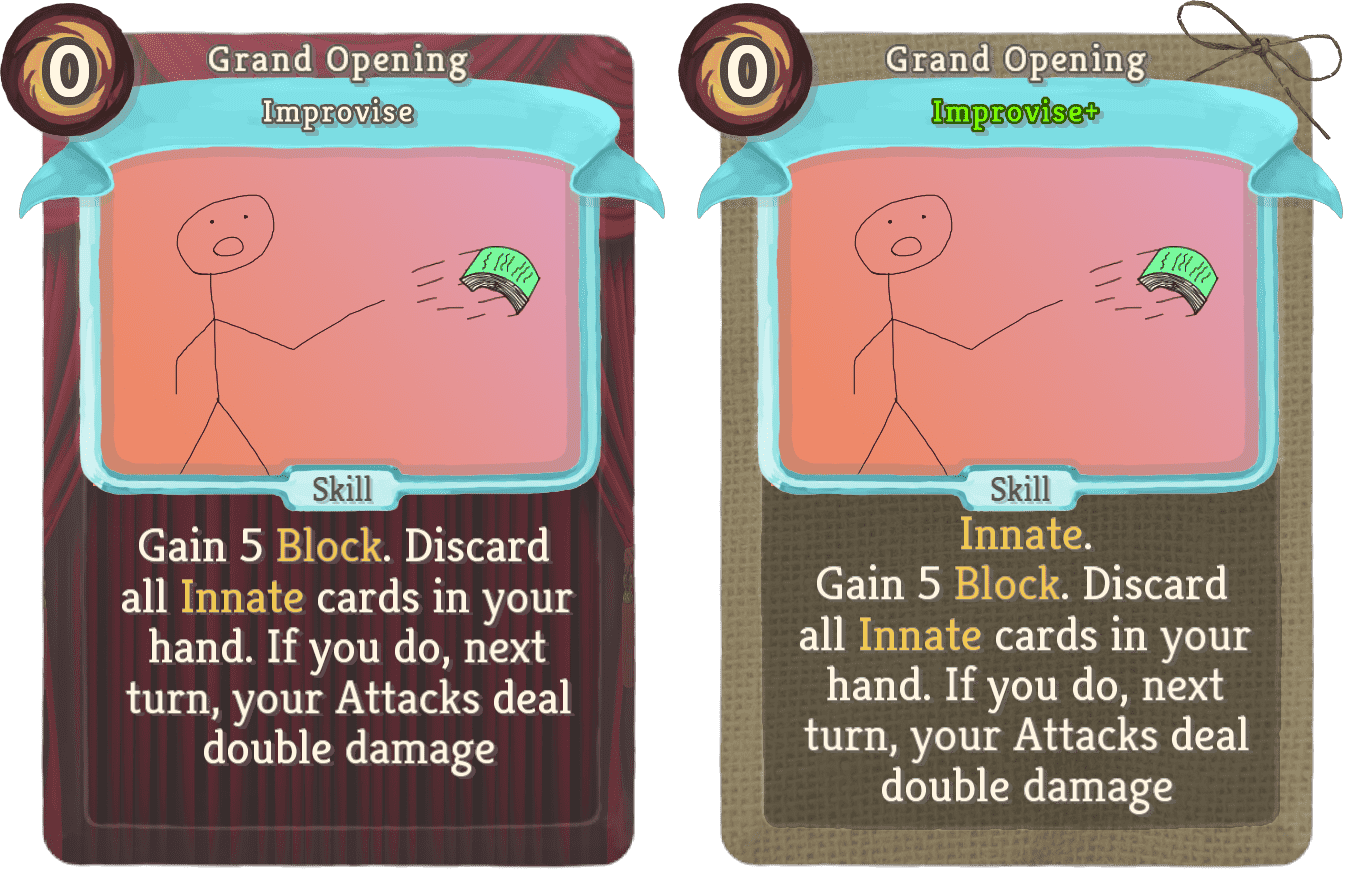 0
Grand Opening
Improvise
Skill
Gain 5 Block. Discard
all Innate cards in your
hand. If you do, next
turn, your Attacks deal
double damage
0
Grand Opening
Improvise+
Skill
Innate.
Gain 5 Block. Discard
all Innate cards in your
hand. If you do, next
turn, your Attacks deal
double damage